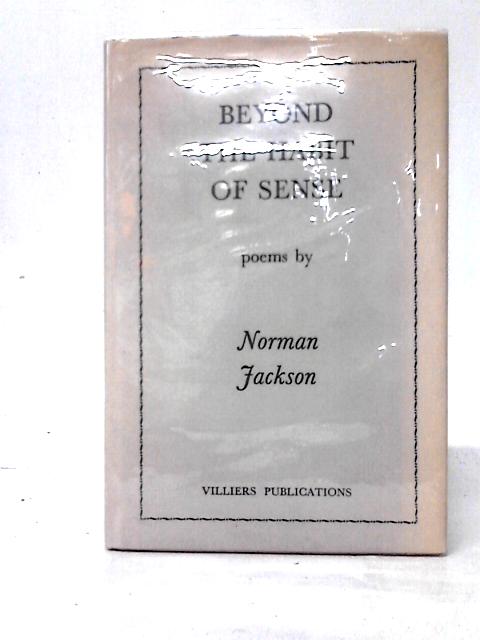 BEYOND
THE HABIT
OF SENSE
poems by
Norman
Jackson
VILLIERS PUBLICATIONS